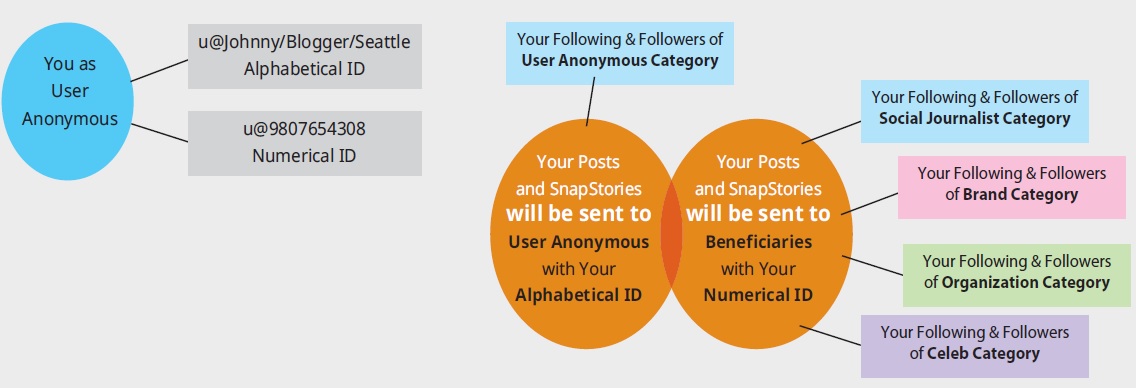 You as
User
Anonymous
u@Johnny/Blogger/Seattle
Alphabetical ID
u@9807654308
Numerical ID
Your Following & Followers of
User Anonymous Category
Your Posts
and SnapStories
will be sent to
User Anonymous
with Your
Alphabetical ID
Your Posts
and SnapStories
will be sent to
Beneficiaries
with Your
Numerical ID
Your Following & Followers of
Social Journalist Category
Your Following & Followers
of Brand Category
Your Following & Followers
of Organization Category
Your Following & Followers
of Celeb Category